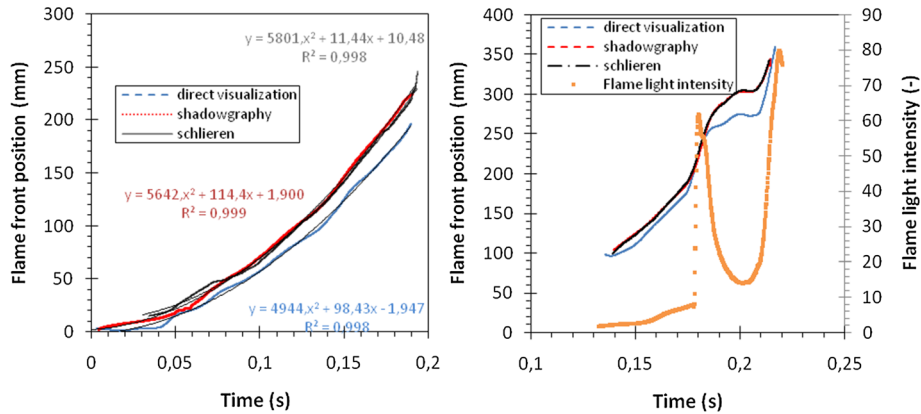 y = 5801,x² + 11,44x + 10,48
R² = 0,998
direct visualization
shadowgraphy
schlieren
y = 5642,x² + 114,4x + 1,900
R² = 0,999
y = 4944,x² + 98,43x - 1,947
R² = 0,998
Flame front position (mm)
300
250
200
150
100
50
0
0
0,05
0,1
0,15
0,2
Time (s)
direct visualization
shadowgraphy
schlieren
Flame light intensity
Flame front position (mm)
400
350
300
250
200
150
100
50
0
0,1
0,15
0,2
0,25
Time (s)
90
80
70
60
50
40
30
20
10
0
Flame light intensity (-)